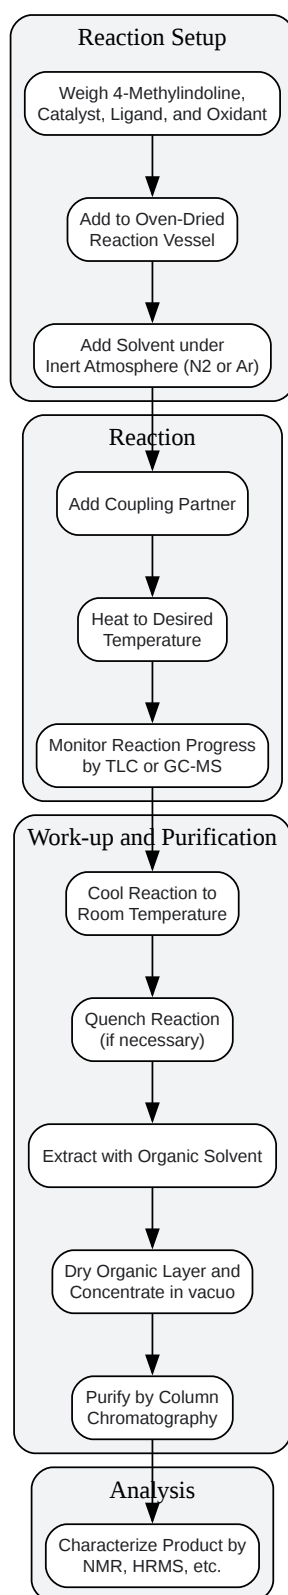 Reaction Setup
Weigh 4-Methylindoline,
Catalyst, Ligand, and Oxidant
Add to Oven-Dried
Reaction Vessel
Add Solvent under
Inert Atmosphere (N2 or Ar)
Reaction
Add Coupling Partner
Heat to Desired
Temperature
Monitor Reaction Progress
by TLC or GC-MS
Work-up and Purification
Cool Reaction to
Room Temperature
Quench Reaction
(if necessary)
Extract with Organic Solvent
Dry Organic Layer and
Concentrate in vacuo
Purify by Column
Chromatography
Analysis
Characterize Product by
NMR, HRMS, etc.